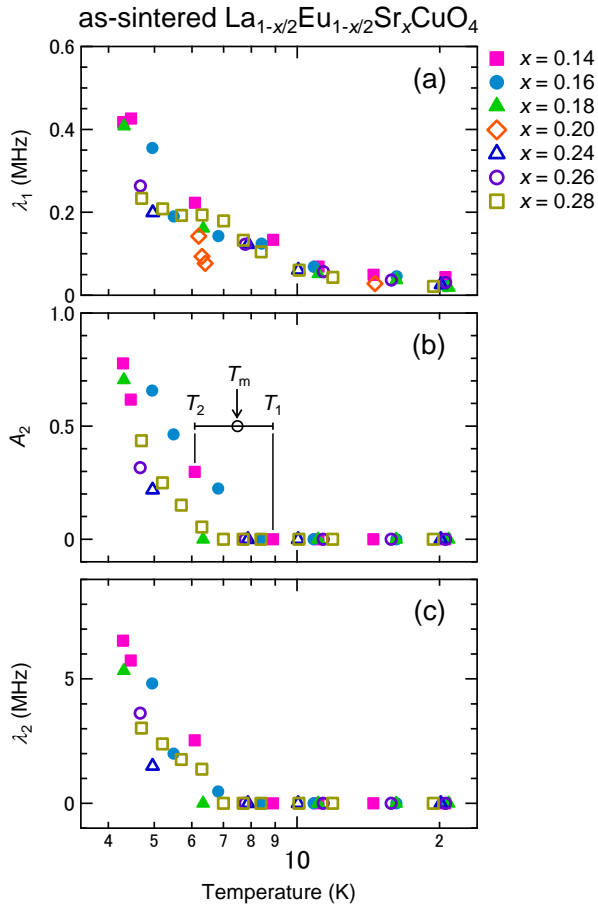 as-sintered La1-x/2Eu1-x/2SrxCuO4
(a)
0.6
0.4
0.2
0
λ1 (MHz)
x = 0.14
x = 0.16
x = 0.18
x = 0.20
x = 0.24
x = 0.26
x = 0.28
(b)
1.0
0.5
0
A2
T2
Tm
T1
(c)
5
0
λ2 (MHz)
4 5 6 7 8 9 10 2
Temperature (K)